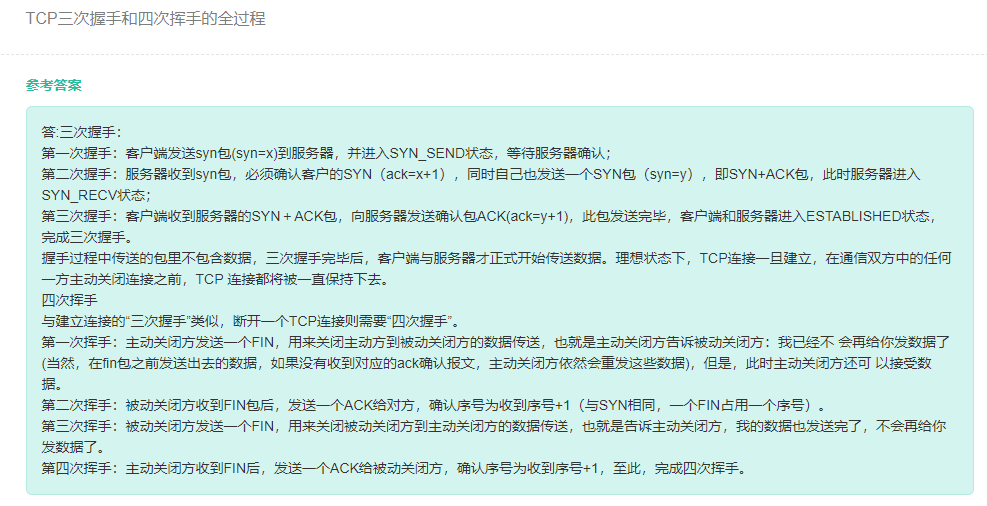 TCP三次握手和四次挥手的全过程
参考答案
答:三次握手：
第一次握手：客户端发送syn包(syn=x)到服务器，并进入SYN_SEND状态，等待服务器确认；
第二次握手：服务器收到syn包，必须确认客户的SYN（ack=x+1），同时自己也发送一个SYN包（syn=y），即SYN+ACK包，此时服务器进入
SYN_RECV状态；
第三次握手：客户端收到服务器的SYN＋ACK包，向服务器发送确认包ACK(ack=y+1)，此包发送完毕，客户端和服务器进入ESTABLISHED状态，
完成三次握手。
握手过程中传送的包里不包含数据，三次握手完毕后，客户端与服务器才正式开始传送数据。理想状态下，TCP连接一旦建立，在通信双方中的任何
一方主动关闭连接之前，TCP 连接都将被一直保持下去。
四次挥手
与建立连接的“三次握手”类似，断开一个TCP连接则需要“四次握手”。
第一次挥手：主动关闭方发送一个FIN，用来关闭主动方到被动关闭方的数据传送，也就是主动关闭方告诉被动关闭方：我已经不 会再给你发数据了
(当然，在fin包之前发送出去的数据，如果没有收到对应的ack确认报文，主动关闭方依然会重发这些数据)，但是，此时主动关闭方还可 以接受数
据。
第二次挥手：被动关闭方收到FIN包后，发送一个ACK给对方，确认序号为收到序号+1（与SYN相同，一个FIN占用一个序号）。
第三次挥手：被动关闭方发送一个FIN，用来关闭被动关闭方到主动关闭方的数据传送，也就是告诉主动关闭方，我的数据也发送完了，不会再给你
发数据了。
第四次挥手：主动关闭方收到FIN后，发送一个ACK给被动关闭方，确认序号为收到序号+1，至此，完成四次挥手。